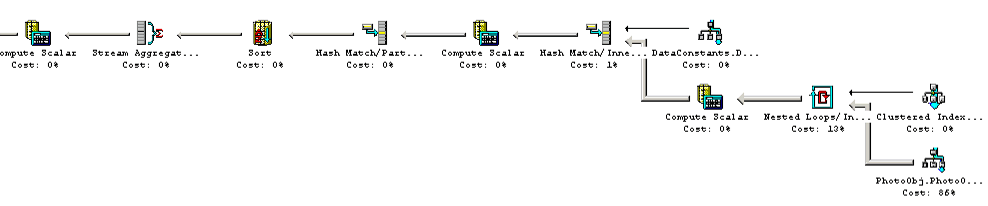 ompute Scalar
Cost: 0%
Stream Aggregat...
Cost: 0%
Sort
Cost: 0%
Hash Match/Part...
Cost: 0%
Compute Scalar
Cost: 0%
Hash Match/Inne...
Cost: 1%
DataConstants.D...
Cost: 0%
Compute Scalar
Cost: 0%
Nested Loops/In...
Cost: 13%
Clustered Index...
Cost: 0%
PhotoObj.PhotoO...
Cost: 86%